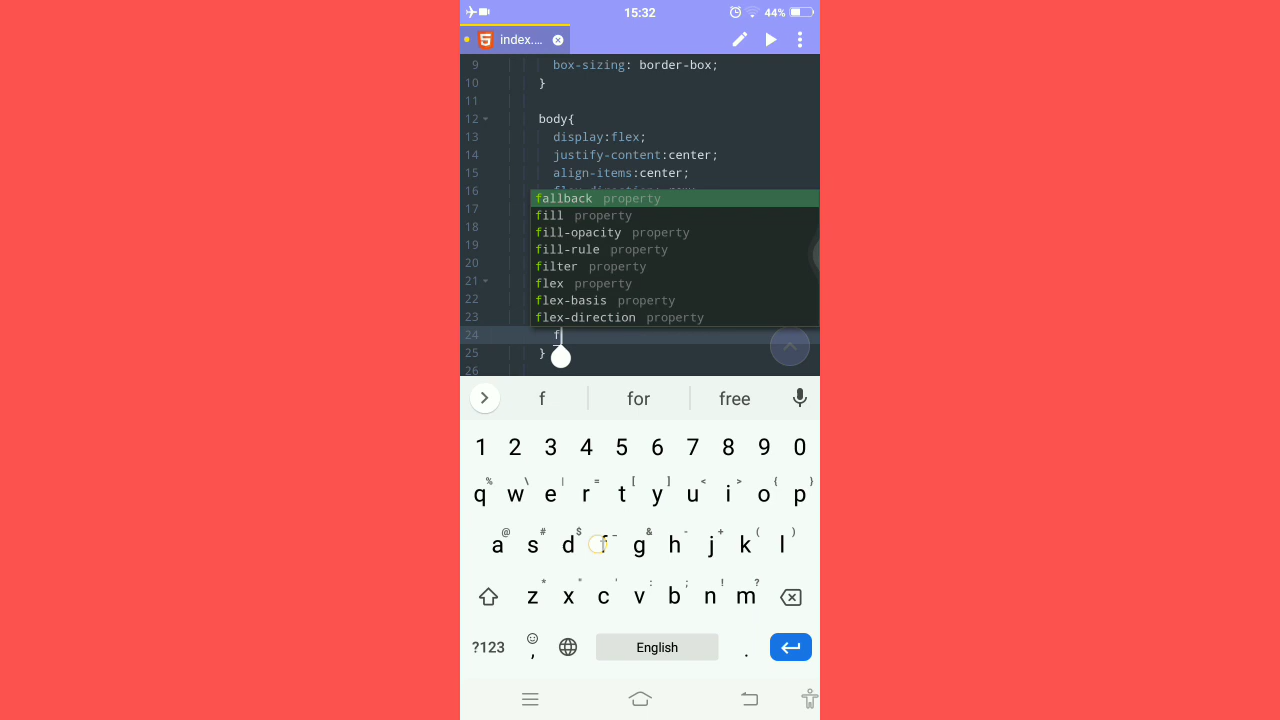 15:32 44%
index....
9 box-sizing: border-box;
10 }
11
12 body{
13 display:flex;
14 justify-content:center;
15 align-items:center;
16
17 fallback property
18 fill property
fill-opacity property
19 fill-rule property
20 filter property
21 flex property
22 flex-basis property
23 flex-direction property
24 f
25 }
26
f for free
1 2 3 4 5 6 7 8 9 0
% \ | = [ ] < > { }
q w e r t y u i o p
@ # $ _ & - + ( )
a s d f g h j k l
* " ' : ; ! ?
z x c v b n m
?123 , English .